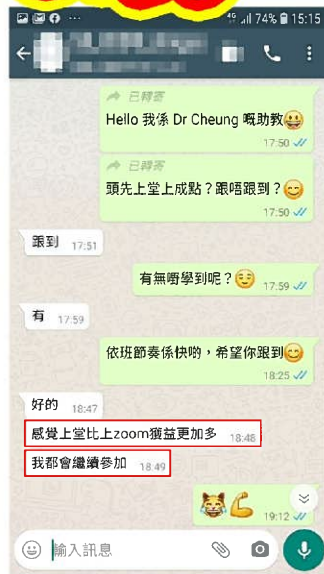 4G 74% 15:15
已轉寄
Hello 我係 Dr Cheung 嘅助教😀
17:50
已轉寄
頭先上堂上成點？跟唔跟到？😊
17:50
跟到 17:51
有無嘢學到呢？😌 17:59
有 17:59
依班節奏係快啲，希望你跟到😊
18:25
好的 18:47
感覺上堂比上zoom獲益更加多 18:48
我都會繼續參加 18:49
😹💪 19:12
輸入訊息